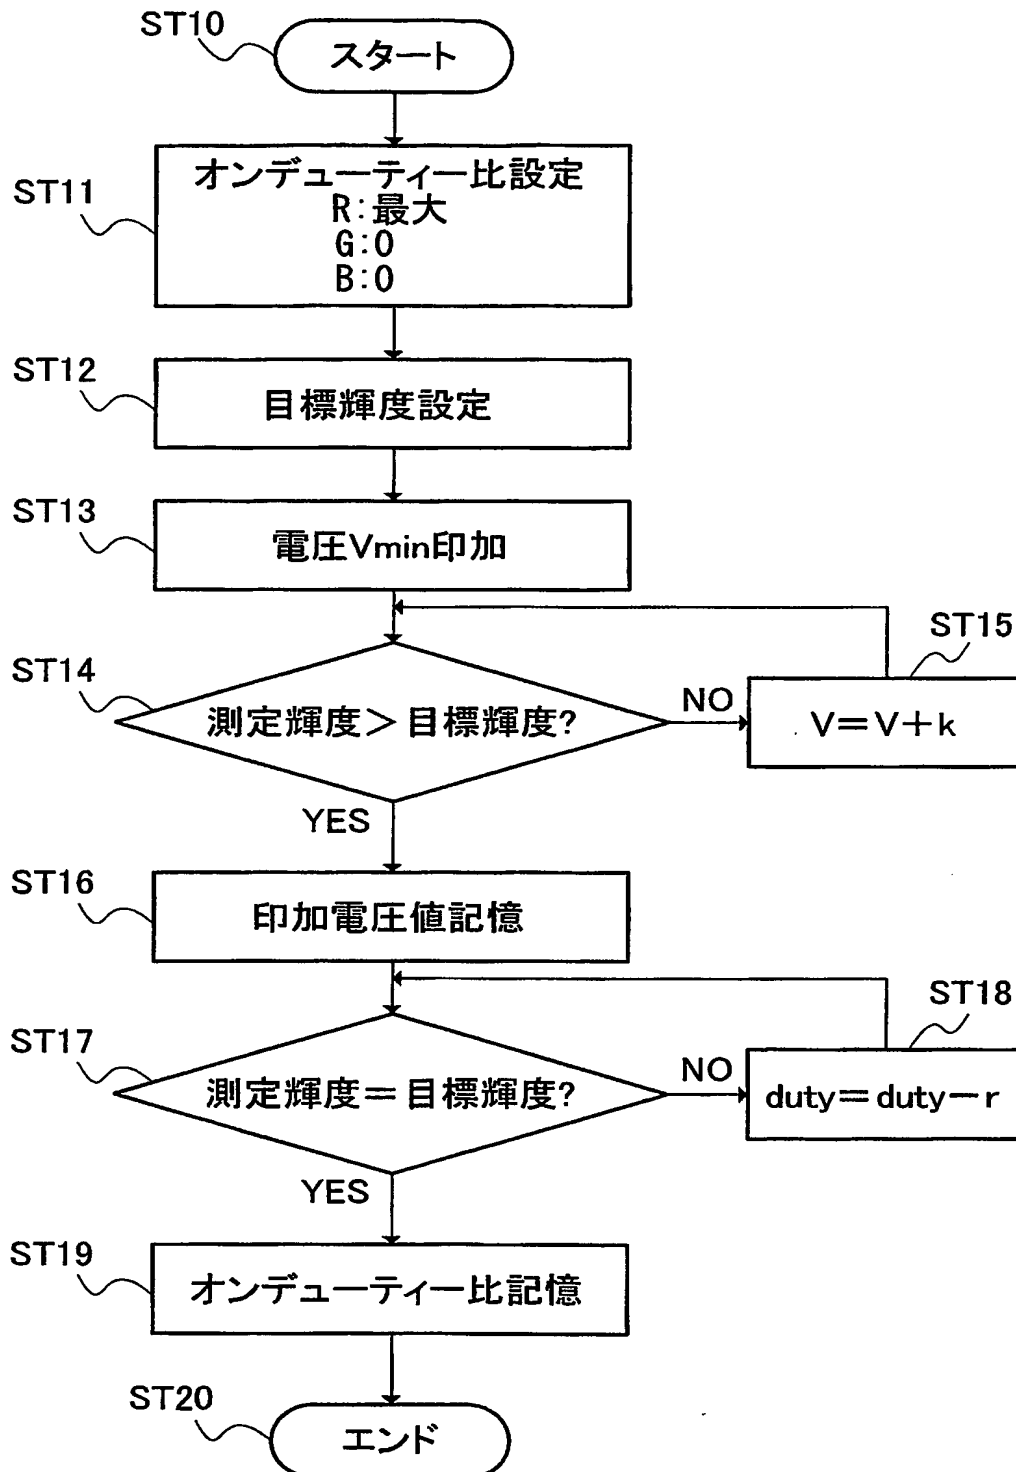 ST10
スタート
ST11
オンデューティー比設定
R:最大
G:0
B:0
ST12
目標輝度設定
ST13
電圧Vmin印加
ST14
測定輝度>目標輝度?
NO
ST15
V=V+k
YES
ST16
印加電圧値記憶
ST17
測定輝度=目標輝度?
NO
ST18
duty=duty-r
YES
ST19
オンデューティー比記憶
ST20
エンド